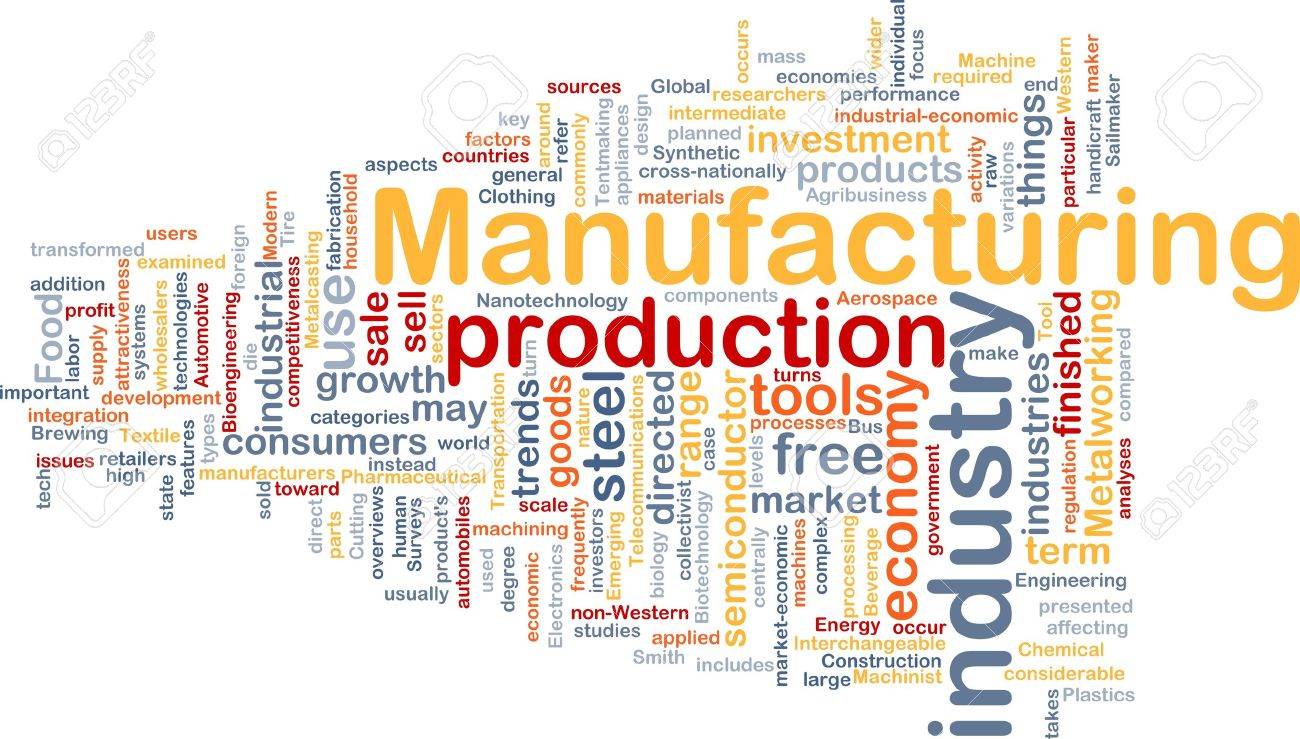 occurs
mass
wider
individual
focus
economies
Machine
required
end
Western
maker
sources
Global
researchers
performance
intermediate
industrial-economic
things
key
factors
around
refer
commonly
Tentmaking
appliances
design
planned
investment
activity
raw
variations
particular
handicraft
Sailmaker
aspects
countries
general
Clothing
Synthetic
cross-nationally
materials
products
Agribusiness
Manufacturing
transformed
users
examined
addition
foreign
Modern
Tire
fabrication
household
Food
profit
labor
supply
attractiveness
systems
wholesalers
technologies
Automotive
Bioengineering
die
industrial
competitiveness
Metalcasting
use
sale
sell
sectors
Nanotechnology
components
Aerospace
production
turn
make
industry
Tool
industries
finished
Metalworking
compared
important
development
integration
growth
may
categories
Transportation
trends
goods
nature
steel
Telecommunications
directed
range
case
semiconductor
turns
tools
processes
Bus
economy
Brewing
Textile
types
features
consumers
world
levels
free
market
government
regulation
analyses
issues
retailers
tech
high
state
manufacturers
instead
Pharmaceutical
sold
toward
scale
collectivist
term
direct
parts
Cutting
overviews
human
Surveys
product's
automobiles
machining
used
degree
economic
Electronics
frequently
investors
Emerging
biology
Biotechnology
centrally
market-economic
machines
complex
processing
Beverage
Engineering
usually
non-Western
studies
applied
Smith
includes
Energy
occur
Interchangeable
Construction
large
Machinist
presented
affecting
Chemical
considerable
takes
Plastics
© 123RF
© 123RF
© 123RF
© 123RF
© 123RF
© 123RF
© 123RF